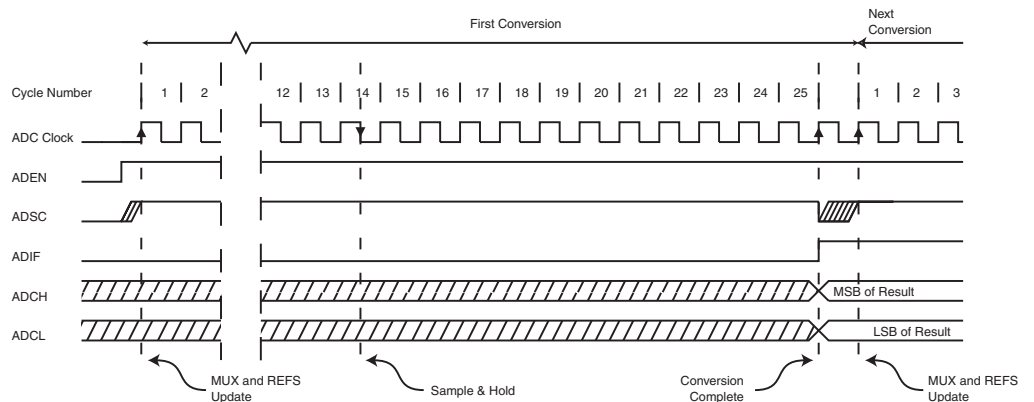 First Conversion
Next
Conversion
Cycle Number 1 2 12 13 14 15 16 17 18 19 20 21 22 23 24 25 1 2 3
ADC Clock
ADEN
ADSC
ADIF
ADCH MSB of Result
ADCL LSB of Result
MUX and REFS
Update
Sample & Hold
Conversion
Complete
MUX and REFS
Update